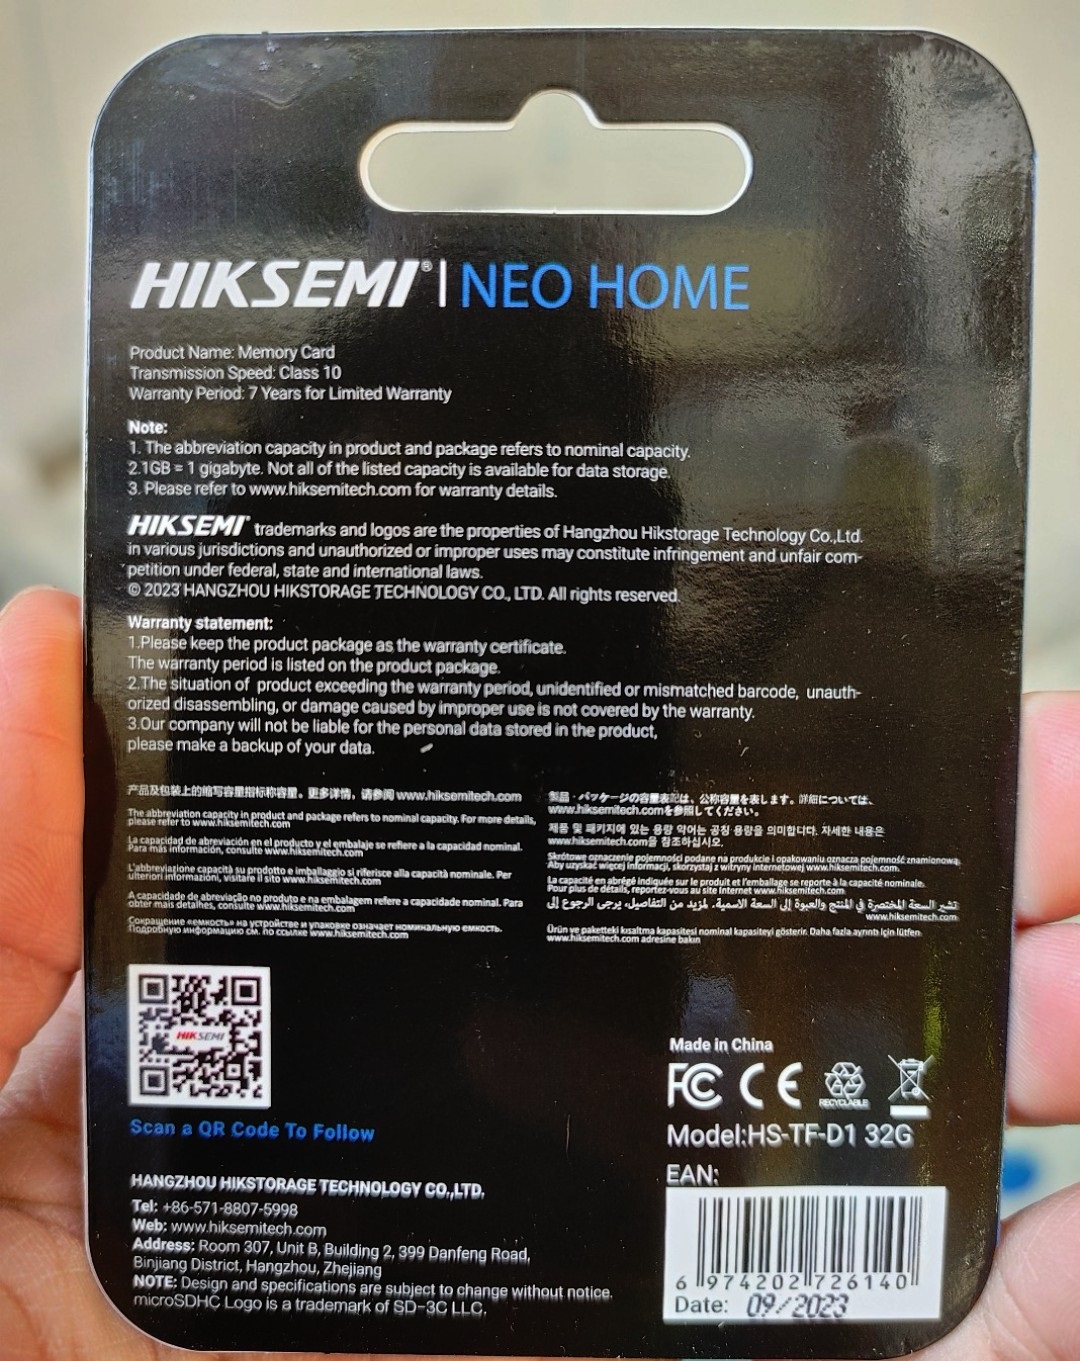 HIKSEMI® | NEO HOME
Product Name: Memory Card
Transmission Speed: Class 10
Warranty Period: 7 Years for Limited Warranty
Note:
1. The abbreviation capacity in product and package refers to nominal capacity.
2.1GB = 1 gigabyte. Not all of the listed capacity is available for data storage.
3. Please refer to www.hiksemitech.com for warranty details.
HIKSEMI® trademarks and logos are the properties of Hangzhou Hikstorage Technology Co.,Ltd.
in various jurisdictions and unauthorized or improper uses may constitute infringement and unfair com-
petition under federal, state and international laws.
© 2023 HANGZHOU HIKSTORAGE TECHNOLOGY CO., LTD. All rights reserved.
Warranty statement:
1.Please keep the product package as the warranty certificate.
The warranty period is listed on the product package.
2.The situation of product exceeding the warranty period, unidentified or mismatched barcode, unauth-
orized disassembling, or damage caused by improper use is not covered by the warranty.
3.Our company will not be liable for the personal data stored in the product,
please make a backup of your data.
产品及包装上的缩写容量指标称容量。更多详情，请参阅 www.hiksemitech.com
The abbreviation capacity in product and package refers to nominal capacity. For more details,
please refer to www.hiksemitech.com
La capacidad de abreviación en el producto y el embalaje se refiere a la capacidad nominal.
Para más información, consulte www.hiksemitech.com
L'abbreviazione capacità su prodotto e imballaggio si riferisce alla capacità nominale. Per
ulteriori informazioni, visitare il sito www.hiksemitech.com
A capacidade de abreviação no produto e na embalagem refere a capacidade nominal. Para
obter mais detalhes, consulte www.hiksemitech.com
Сокращение «емкость» на устройстве и упаковке означает номинальную емкость.
Подробную информацию см. по ссылке www.hiksemitech.com
製品・パッケージの容量表記は、公称容量を表します。詳細については、
www.hiksemitech.comを参照してください。
제품 및 패키지에 있는 용량 약어는 공칭 용량을 의미합니다. 자세한 내용은
www.hiksemitech.com을 참조하십시오.
Skrótowe oznaczenie pojemności podane na produkcie i opakowaniu oznacza pojemność znamionową.
Aby uzyskać więcej informacji, skorzystaj z witryny internetowej www.hiksemitech.com.
La capacité en abrégé indiquée sur le produit et l'emballage se reporte à la capacité nominale.
Pour plus de détails, reportez-vous au site Internet www.hiksemitech.com
تشير السعة المختصرة في المنتج والعبوة إلى السعة الاسمية. لمزيد من التفاصيل، يرجى الرجوع إلى
www.hiksemitech.com
Ürün ve paketteki kısaltma kapasitesi nominal kapasiteyi gösterir. Daha fazla ayrıntı için lütfen
www.hiksemitech.com adresine bakın
HIKSEMI
Scan a QR Code To Follow
HANGZHOU HIKSTORAGE TECHNOLOGY CO.,LTD.
Tel: +86-571-8807-5998
Web: www.hiksemitech.com
Address: Room 307, Unit B, Building 2, 399 Danfeng Road,
Binjiang District, Hangzhou, Zhejiang
NOTE: Design and specifications are subject to change without notice.
microSDHC Logo is a trademark of SD-3C LLC.
Made in China
FC CE RECYCLABLE
Model:HS-TF-D1 32G
EAN:
6 974202 726140
Date: 09/2023